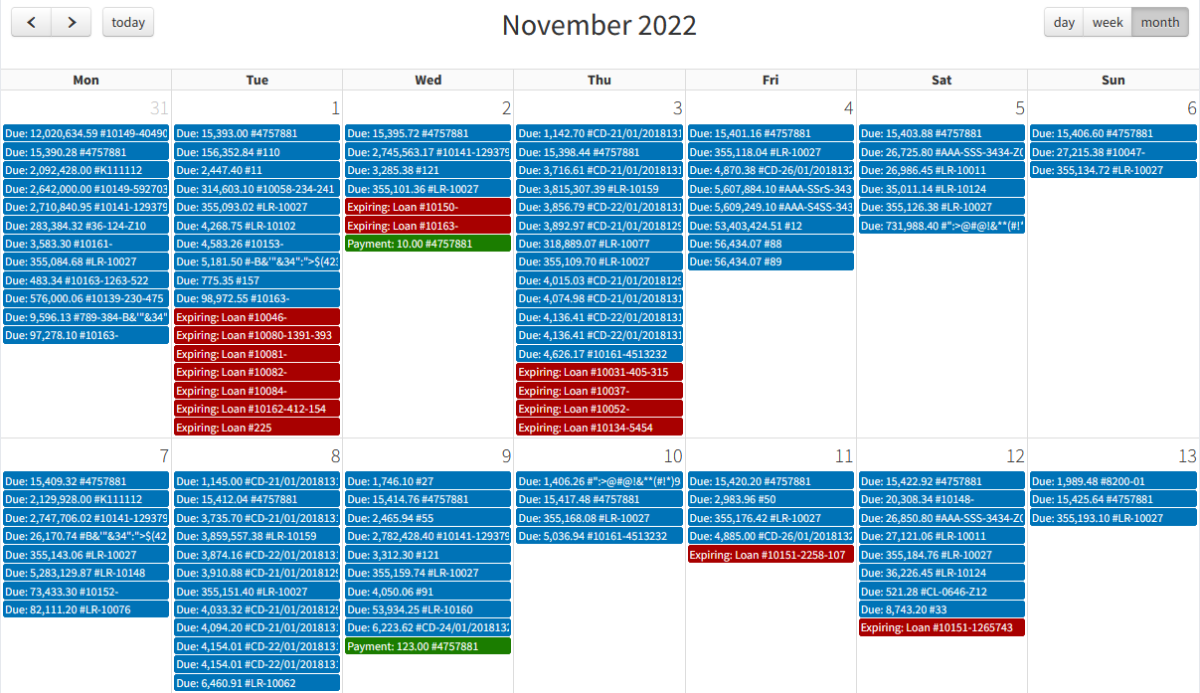 today
November 2022
day week month
Mon Tue Wed Thu Fri Sat Sun
31
Due: 12,020,634.59 #10149-40490
Due: 15,390.28 #4757881
Due: 2,092,428.00 #K111112
Due: 2,642,000.00 #10149-592703
Due: 2,710,840.95 #10141-129379
Due: 283,384.32 #36-124-Z10
Due: 3,583.30 #10161-
Due: 355,084.68 #LR-10027
Due: 483.34 #10163-1263-522
Due: 576,000.06 #10139-230-475
Due: 9,596.13 #789-384-B&'"&34"
Due: 97,278.10 #10163-
1
Due: 15,393.00 #4757881
Due: 156,352.84 #110
Due: 2,447.40 #11
Due: 314,603.10 #10058-234-241
Due: 355,093.02 #LR-10027
Due: 4,268.75 #LR-10102
Due: 4,583.26 #10153-
Due: 5,181.50 #-B&'"&34":">$(42
Due: 775.35 #157
Due: 98,972.55 #10163-
Expiring: Loan #10046-
Expiring: Loan #10080-1391-393
Expiring: Loan #10081-
Expiring: Loan #10082-
Expiring: Loan #10084-
Expiring: Loan #10162-412-154
Expiring: Loan #225
2
Due: 15,395.72 #4757881
Due: 2,745,563.17 #10141-129379
Due: 3,285.38 #121
Due: 355,101.36 #LR-10027
Expiring: Loan #10150-
Expiring: Loan #10163-
Payment: 10.00 #4757881
3
Due: 1,142.70 #CD-21/01/201813
Due: 15,398.44 #4757881
Due: 3,716.61 #CD-21/01/201813
Due: 3,815,307.39 #LR-10159
Due: 3,856.79 #CD-22/01/201813
Due: 3,892.97 #CD-21/01/2018129
Due: 318,889.07 #LR-10077
Due: 355,109.70 #LR-10027
Due: 4,015.03 #CD-21/01/2018129
Due: 4,074.98 #CD-21/01/201813
Due: 4,136.41 #CD-22/01/201813
Due: 4,136.41 #CD-22/01/201813
Due: 4,626.17 #10161-4513232
Expiring: Loan #10031-405-315
Expiring: Loan #10037-
Expiring: Loan #10052-
Expiring: Loan #10134-5454
4
Due: 15,401.16 #4757881
Due: 355,118.04 #LR-10027
Due: 4,870.38 #CD-26/01/201813
Due: 5,607,884.10 #AAA-SSrS-343
Due: 5,609,249.10 #AAA-S4SS-343
Due: 53,403,424.51 #12
Due: 56,434.07 #88
Due: 56,434.07 #89
5
Due: 15,403.88 #4757881
Due: 26,725.80 #AAA-SSS-3434-Z
Due: 26,986.45 #LR-10011
Due: 35,011.14 #LR-10124
Due: 355,126.38 #LR-10027
Due: 731,988.40 #":>@#@!&**(#!*
6
Due: 15,406.60 #4757881
Due: 27,215.38 #10047-
Due: 355,134.72 #LR-10027
7
Due: 15,409.32 #4757881
Due: 2,129,928.00 #K111112
Due: 2,747,706.02 #10141-129379
Due: 26,170.74 #B&'"&34":">$(42
Due: 355,143.06 #LR-10027
Due: 5,283,129.87 #LR-10148
Due: 73,433.30 #10152-
Due: 82,111.20 #LR-10076
8
Due: 1,145.00 #CD-21/01/201813
Due: 15,412.04 #4757881
Due: 3,735.70 #CD-21/01/201813
Due: 3,859,557.38 #LR-10159
Due: 3,874.16 #CD-22/01/201813
Due: 3,910.88 #CD-21/01/2018129
Due: 355,151.40 #LR-10027
Due: 4,033.32 #CD-21/01/2018129
Due: 4,094.20 #CD-21/01/201813
Due: 4,154.01 #CD-22/01/201813
Due: 4,154.01 #CD-22/01/201813
Due: 6,460.91 #LR-10062
9
Due: 1,746.10 #27
Due: 15,414.76 #4757881
Due: 2,465.94 #55
Due: 2,782,428.40 #10141-129379
Due: 3,312.30 #121
Due: 355,159.74 #LR-10027
Due: 4,050.06 #91
Due: 53,934.25 #LR-10160
Due: 6,223.62 #CD-24/01/201813
Payment: 123.00 #4757881
10
Due: 1,406.26 #":>@#@!&**(#!*)9
Due: 15,417.48 #4757881
Due: 355,168.08 #LR-10027
Due: 5,036.94 #10161-4513232
11
Due: 15,420.20 #4757881
Due: 2,983.96 #50
Due: 355,176.42 #LR-10027
Due: 4,885.00 #CD-26/01/201813
Expiring: Loan #10151-2258-107
12
Due: 15,422.92 #4757881
Due: 20,308.34 #10148-
Due: 26,850.80 #AAA-SSS-3434-Z
Due: 27,121.06 #LR-10011
Due: 355,184.76 #LR-10027
Due: 36,226.45 #LR-10124
Due: 521.28 #CL-0646-Z12
Due: 8,743.20 #33
Expiring: Loan #10151-1265743
13
Due: 1,989.48 #8200-01
Due: 15,425.64 #4757881
Due: 355,193.10 #LR-10027